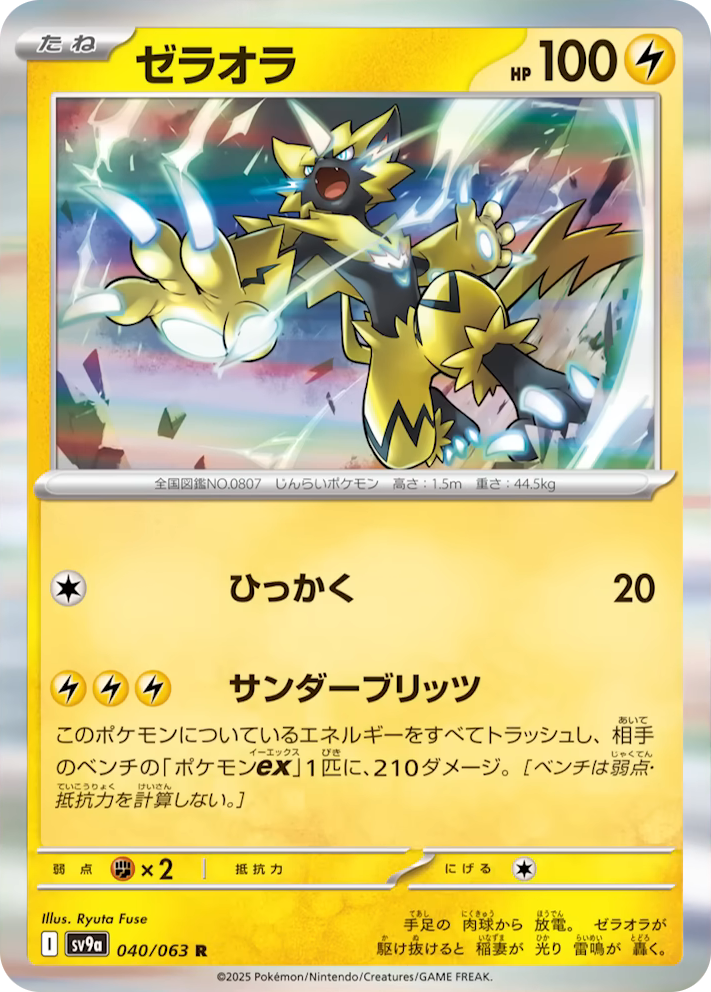 たね ゼラオラ HP 100
全国図鑑NO.0807 じんらいポケモン 高さ:1.5m 重さ:44.5kg
ひっかく 20
サンダーブリッツ
このポケモンについているエネルギーをすべてトラッシュし、相手
のベンチの「ポケモンex」1匹に、210ダメージ。[ベンチは弱点・
抵抗力を計算しない。]
弱点 ×2 抵抗力 にげる
Illus. Ryuta Fuse
手足の 肉球から 放電。 ゼラオラが
I sv9a 040/063 R
駆け抜けると 稲妻が 光り 雷鳴が 轟く。
©2025 Pokémon/Nintendo/Creatures/GAME FREAK.